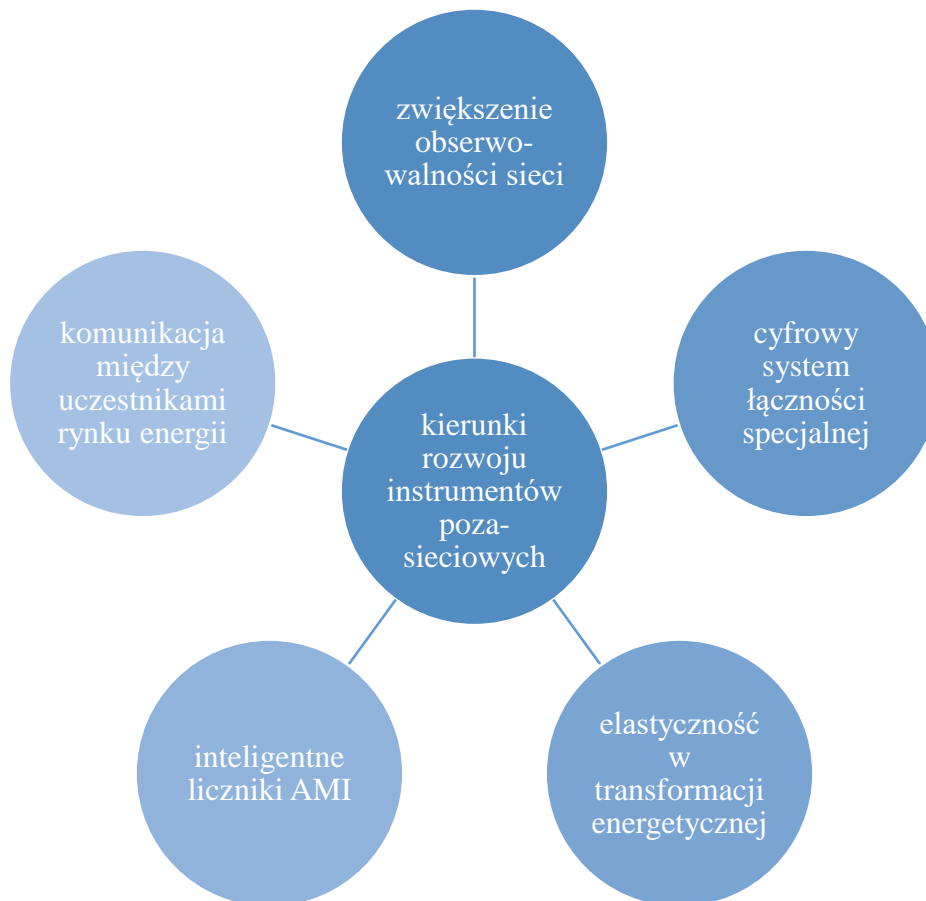 zwiększenie
obserwo-
walności sieci
komunikacja
między
uczestnikami
rynku energii
cyfrowy
system
łączności
specjalnej
kierunki
rozwoju
instrumentów
poza-
sieciowych
inteligentne
liczniki AMI
elastyczność
w
transformacji
energetycznej